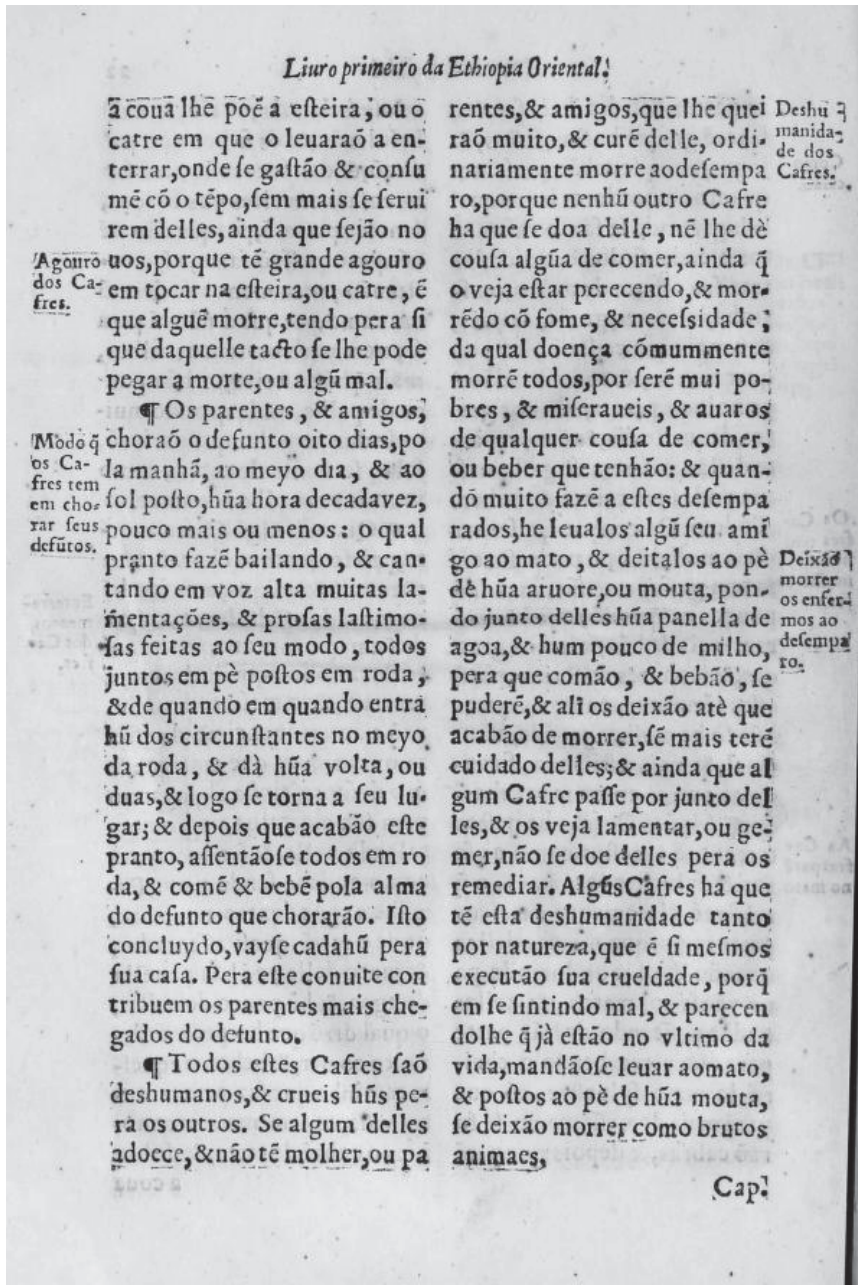 Liuro primeiro da Ethiopia Oriental.
ā couā lhē poē a esteira, ou o
catre em que o leuaraõ a en-
terrar, onde ſe gaſtão & conſu
mē cõ o tēpo, ſem mais ſe ſerui
rem delles, ainda que ſejão no
uos, porque tē grande agouro
em tocar na eſteira, ou catre, ē
que alguē morre, tendo pera ſi
que daquelle tacto ſe lhe pode
pegar a morte, ou algũ mal.
Agouro
dos Ca-
fres.
¶ Os parentes, & amigos,
choraõ o defunto oito dias, po
la manhã, ao meyo dia, & ao
ſol poſto, hũa hora decadavez,
pouco mais ou menos: o qual
pranto fazē bailando, & can-
tando em voz alta muitas la-
mentações, & proſas laſtimo-
ſas feitas ao ſeu modo, todos
juntos em pè poſtos em roda,
& de quando em quando entra
hũ dos circunſtantes no meyo
da roda, & dà hũa volta, ou
duas, & logo ſe torna a ſeu lu-
gar; & depois que acabão eſte
pranto, aſſentãoſe todos em ro
da, & comē & bebē pola alma
do defunto que chorarão. Iſto
concluydo, vayſe cadahũ pera
ſua caſa. Pera eſte conuite con
tribuem os parentes mais che-
gados do defunto.
Modo q̃
os Ca-
fres tem
em cho-
rar ſeus
defũtos.
¶ Todos eſtes Cafres ſaõ
deshumanos, & crueis hũs pe-
ra os outros. Se algum delles
adoece, & não tē molher, ou pa
rentes, & amigos, que lhe quei
raõ muito, & curē delle, ordi-
nariamente morre aodeſempa
ro, porque nenhũ outro Cafre
ha que ſe doa delle, nē lhe dè
couſa algũa de comer, ainda q̃
o veja eſtar perecendo, & mor-
rēdo cõ fome, & neceſsidade;
da qual doença cõmummente
morrē todos, por ſerē mui po-
bres, & miſeraueis, & auaros
de qualquer couſa de comer,
ou beber que tenhão: & quan-
do muito fazē a eſtes deſempa
rados, he leualos algũ ſeu ami
go ao mato, & deitalos ao pè
de hũa aruore, ou mouta, pon-
do junto delles hũa panella de
agoa, & hum pouco de milho,
pera que comão, & bebão, ſe
puderē, & ali os deixão atè que
acabão de morrer, ſē mais terē
cuidado delles; & ainda que al
gum Cafre paſſe por junto del
les, & os veja lamentar, ou ge-
mer, não ſe doe delles pera os
remediar. Algũs Cafres ha que
tē eſta deshumanidade tanto
por natureza, que ē ſi meſmos
executão ſua crueldade, porq̃
em ſe ſintindo mal, & parecen
dolhe q̃ jà eſtão no vltimo da
vida, mandãoſe leuar aomato,
& poſtos ao pè de hũa mouta,
ſe deixão morrer como brutos
animaes,
Deshu
manida-
de dos
Cafres.
Deixão
morrer
os enfer-
mos ao
deſempa
ro.
Cap.